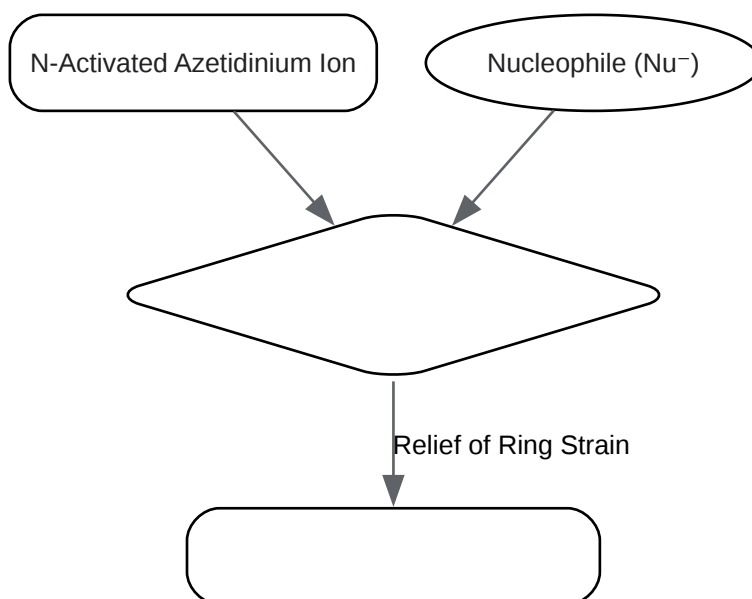 N-Activated Azetidinium Ion
Nucleophile (Nu⁻)
Relief of Ring Strain